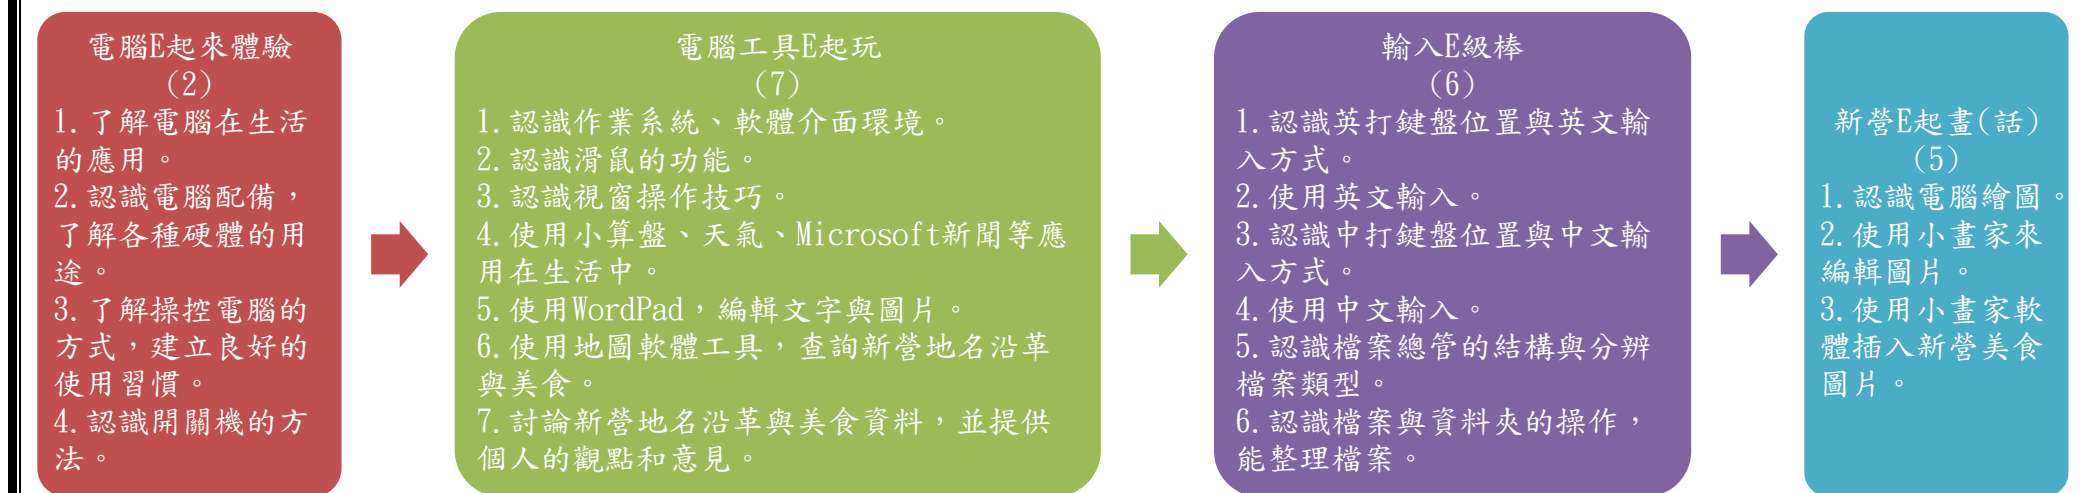 電腦E起來體驗
(2)
1.了解電腦在生活
的應用。
2.認識電腦配備，
了解各種硬體的用
途。
3.了解操控電腦的
方式，建立良好的
使用習慣。
4.認識開關機的方
法。
電腦工具E起玩
(7)
1.認識作業系統、軟體介面環境。
2.認識滑鼠的功能。
3.認識視窗操作技巧。
4.使用小算盤、天氣、Microsoft新聞等應
用在生活中。
5.使用WordPad，編輯文字與圖片。
6.使用地圖軟體工具，查詢新營地名沿革
與美食。
7.討論新營地名沿革與美食資料，並提供
個人的觀點和意見。
輸入E級棒
(6)
1.認識英打鍵盤位置與英文輸
入方式。
2.使用英文輸入。
3.認識中打鍵盤位置與中文輸
入方式。
4.使用中文輸入。
5.認識檔案總管的結構與分辨
檔案類型。
6.認識檔案與資料夾的操作，
能整理檔案。
新營E起畫(話)
(5)
1.認識電腦繪圖。
2.使用小畫家來
編輯圖片。
3.使用小畫家軟
體插入新營美食
圖片。